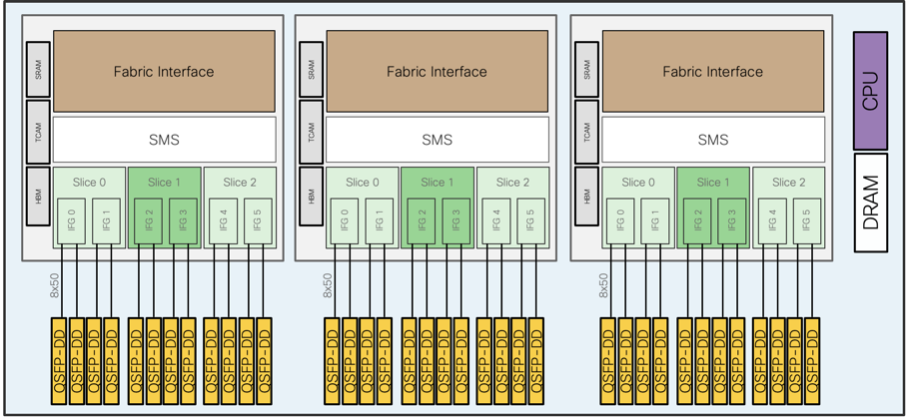 SRAM
TCAM
HBM
Fabric Interface
SMS
Slice 0
Slice 1
Slice 2
IFG 0
IFG 1
IFG 2
IFG 3
IFG 4
IFG 5
8x50
QSFP-DD
QSFP-DD
QSFP-DD
QSFP-DD
QSFP-DD
QSFP-DD
QSFP-DD
QSFP-DD
QSFP-DD
QSFP-DD
QSFP-DD
QSFP-DD
SRAM
TCAM
HBM
Fabric Interface
SMS
Slice 0
Slice 1
Slice 2
IFG 0
IFG 1
IFG 2
IFG 3
IFG 4
IFG 5
8x50
QSFP-DD
QSFP-DD
QSFP-DD
QSFP-DD
QSFP-DD
QSFP-DD
QSFP-DD
QSFP-DD
QSFP-DD
QSFP-DD
QSFP-DD
QSFP-DD
SRAM
TCAM
HBM
Fabric Interface
SMS
Slice 0
Slice 1
Slice 2
IFG 0
IFG 1
IFG 2
IFG 3
IFG 4
IFG 5
8x50
QSFP-DD
QSFP-DD
QSFP-DD
QSFP-DD
QSFP-DD
QSFP-DD
QSFP-DD
QSFP-DD
QSFP-DD
QSFP-DD
QSFP-DD
QSFP-DD
CPU
DRAM